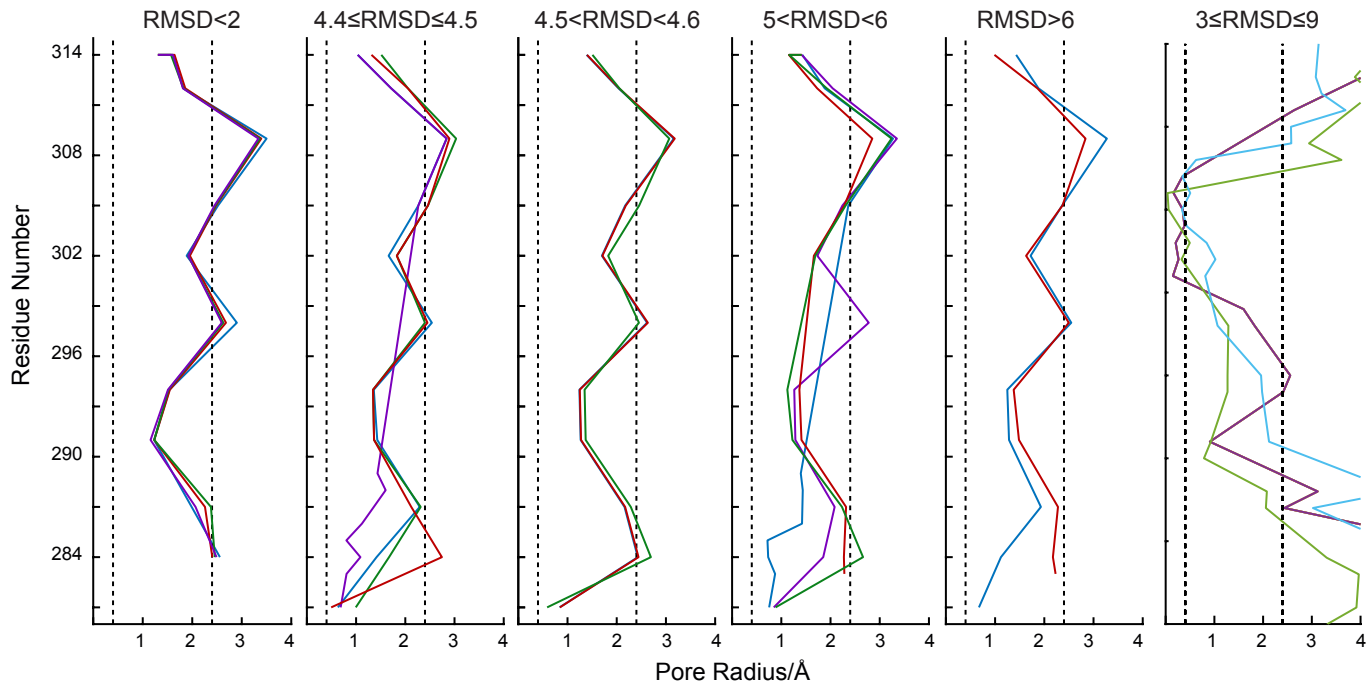 RMSD<2
4.4≤RMSD≤4.5
4.5<RMSD<4.6
5<RMSD<6
RMSD>6
3≤RMSD≤9
Residue Number
314
308
302
296
290
284
1 2 3 4
1 2 3 4
1 2 3 4
1 2 3 4
1 2 3 4
1 2 3 4
Pore Radius/Å